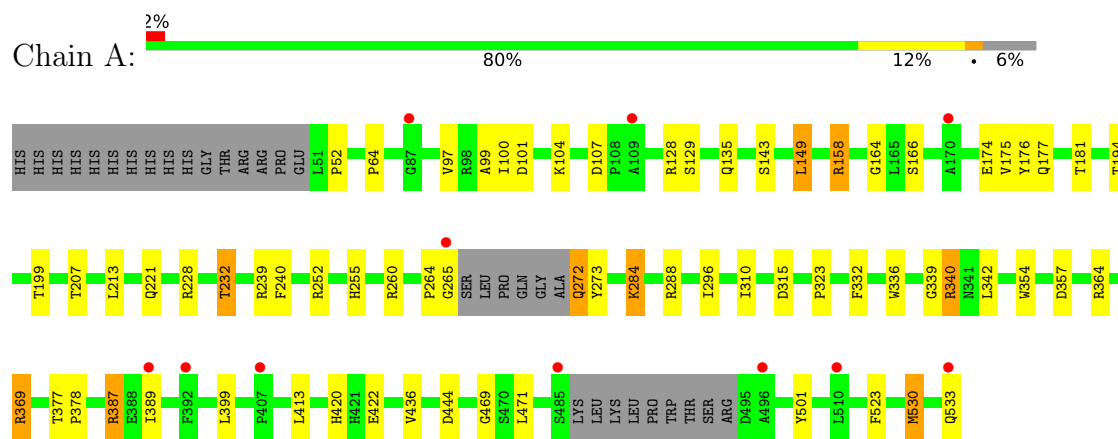 2%
Chain A:
80% 12% • 6%
HIS HIS HIS HIS HIS HIS HIS HIS HIS HIS GLY THR ARG ARG PRO GLU L51 P52 P64 G87 V97 R98 A99 I100 D101 K104 D107 P108 A109 R128 S129 Q135 S143 L149 R158 G164 L165 S166 A170 E174 V175 Y176 Q177 T181
T199 T207 L213 Q221 R228 T232 R239 F240 R252 H255 R260 P264 G265 SER LEU PRO GLN GLY ALA Q272 Y273 K284 R288 I296 I310 D315 P323 F332 W336 G339 R340 N341 L342 W354 D357 R364
R369 T377 P378 R387 E388 I389 F392 L399 P407 L413 H420 H421 E422 V436 D444 G469 S470 L471 S485 LYS LEU LYS LEU PRO TRP THR SER ARG D495 A496 Y501 L510 F523 M530 Q533